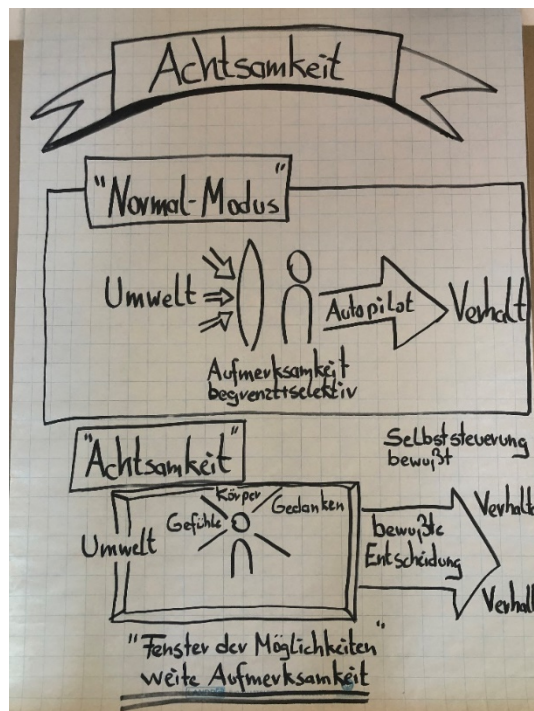 Achtsamkeit
"Normal-Modus"
Umwelt
Autopilot
Verhalt
Aufmerksamkeit
begrenzt+selektiv
"Achtsamkeit"
Selbststeuerung
bewußt
Körper
Gefühle
Gedanken
Umwelt
bewußte
Entscheidung
Verhalt
Verhalt
"Fenster der Möglichkeiten"
weite Aufmerksamkeit